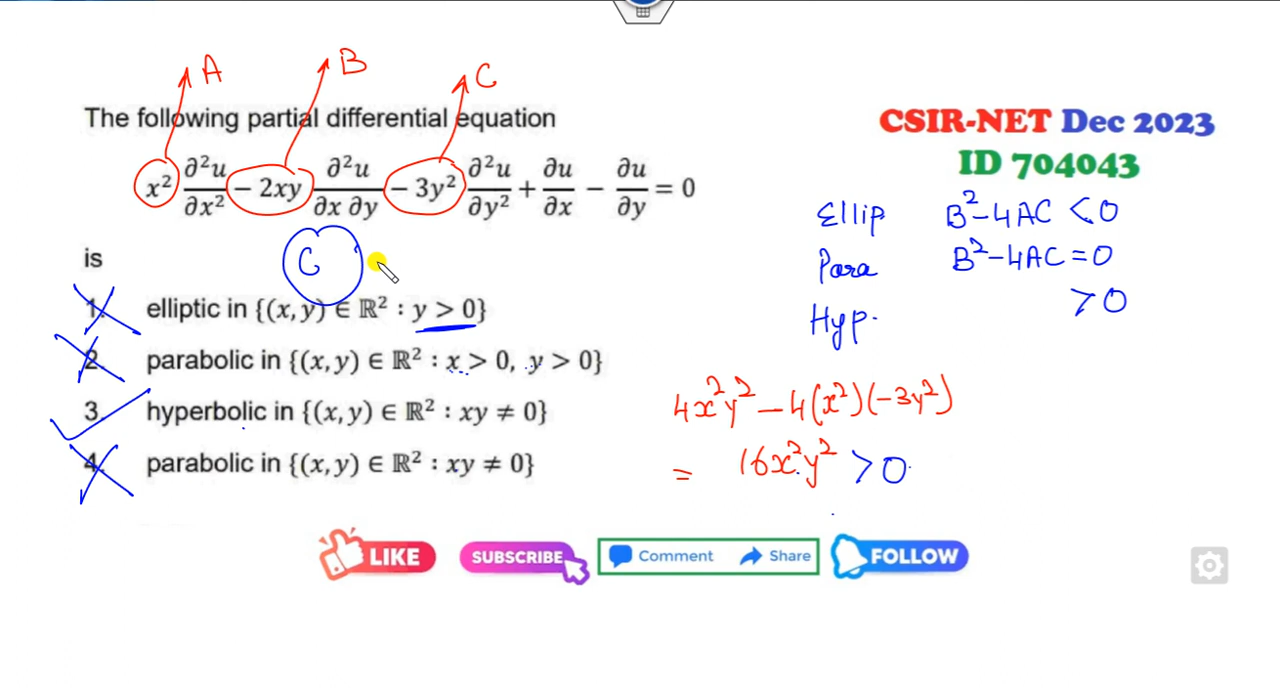 A B C
The following partial differential equation
x² ∂²u/∂x² − 2xy ∂²u/∂x ∂y − 3y² ∂²u/∂y² + ∂u/∂x − ∂u/∂y = 0
is
C
1. elliptic in {(x, y) ∈ ℝ² : y > 0}
2. parabolic in {(x, y) ∈ ℝ² : x > 0, y > 0}
3. hyperbolic in {(x, y) ∈ ℝ² : xy ≠ 0}
4. parabolic in {(x, y) ∈ ℝ² : xy ≠ 0}
CSIR-NET Dec 2023
ID 704043
Ellip B²-4AC < 0
Para B²-4AC = 0
Hyp. > 0
4x²y² - 4(x²)(-3y²)
= 16x²y² > 0
LIKE SUBSCRIBE Comment Share FOLLOW